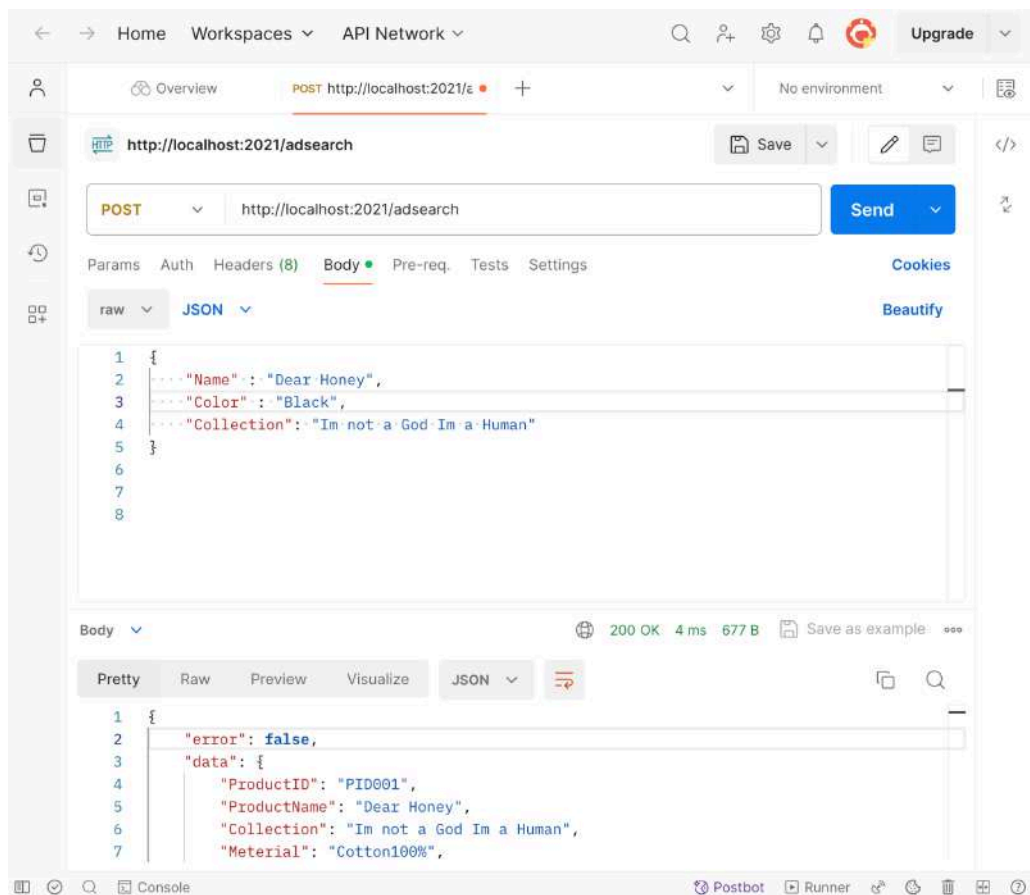 Home Workspaces API Network Upgrade
Overview POST http://localhost:2021/a No environment
HTTP http://localhost:2021/adsearch Save
POST http://localhost:2021/adsearch Send
Params Auth Headers (8) Body Pre-req. Tests Settings Cookies
raw JSON Beautify
1 {
2 "Name" : "Dear Honey",
3 "Color" : "Black",
4 "Collection": "Im not a God Im a Human"
5 }
6
7
8
Body 200 OK 4 ms 677 B Save as example
Pretty Raw Preview Visualize JSON
1 {
2 "error": false,
3 "data": {
4 "ProductID": "PID001",
5 "ProductName": "Dear Honey",
6 "Collection": "Im not a God Im a Human",
7 "Meterial": "Cotton100%",
Console Postbot Runner